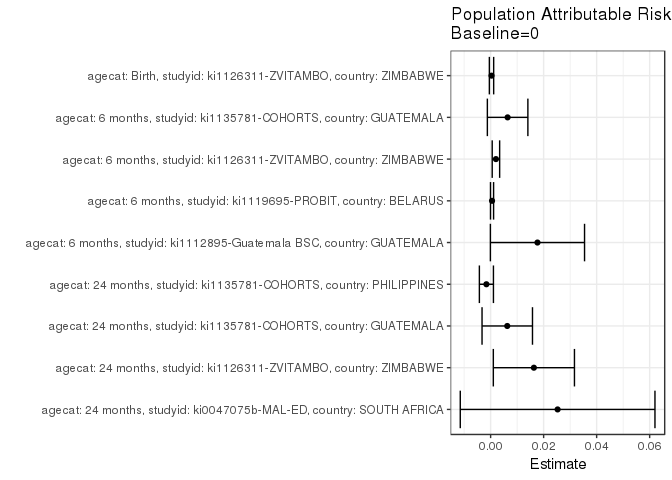 Population Attributable Risk
Baseline=0
agecat: Birth, studyid: ki1126311-ZVITAMBO, country: ZIMBABWE
agecat: 6 months, studyid: ki1135781-COHORTS, country: GUATEMALA
agecat: 6 months, studyid: ki1126311-ZVITAMBO, country: ZIMBABWE
agecat: 6 months, studyid: ki1119695-PROBIT, country: BELARUS
agecat: 6 months, studyid: ki1112895-Guatemala BSC, country: GUATEMALA
agecat: 24 months, studyid: ki1135781-COHORTS, country: PHILIPPINES
agecat: 24 months, studyid: ki1135781-COHORTS, country: GUATEMALA
agecat: 24 months, studyid: ki1126311-ZVITAMBO, country: ZIMBABWE
agecat: 24 months, studyid: ki0047075b-MAL-ED, country: SOUTH AFRICA
0.00 0.02 0.04 0.06
Estimate